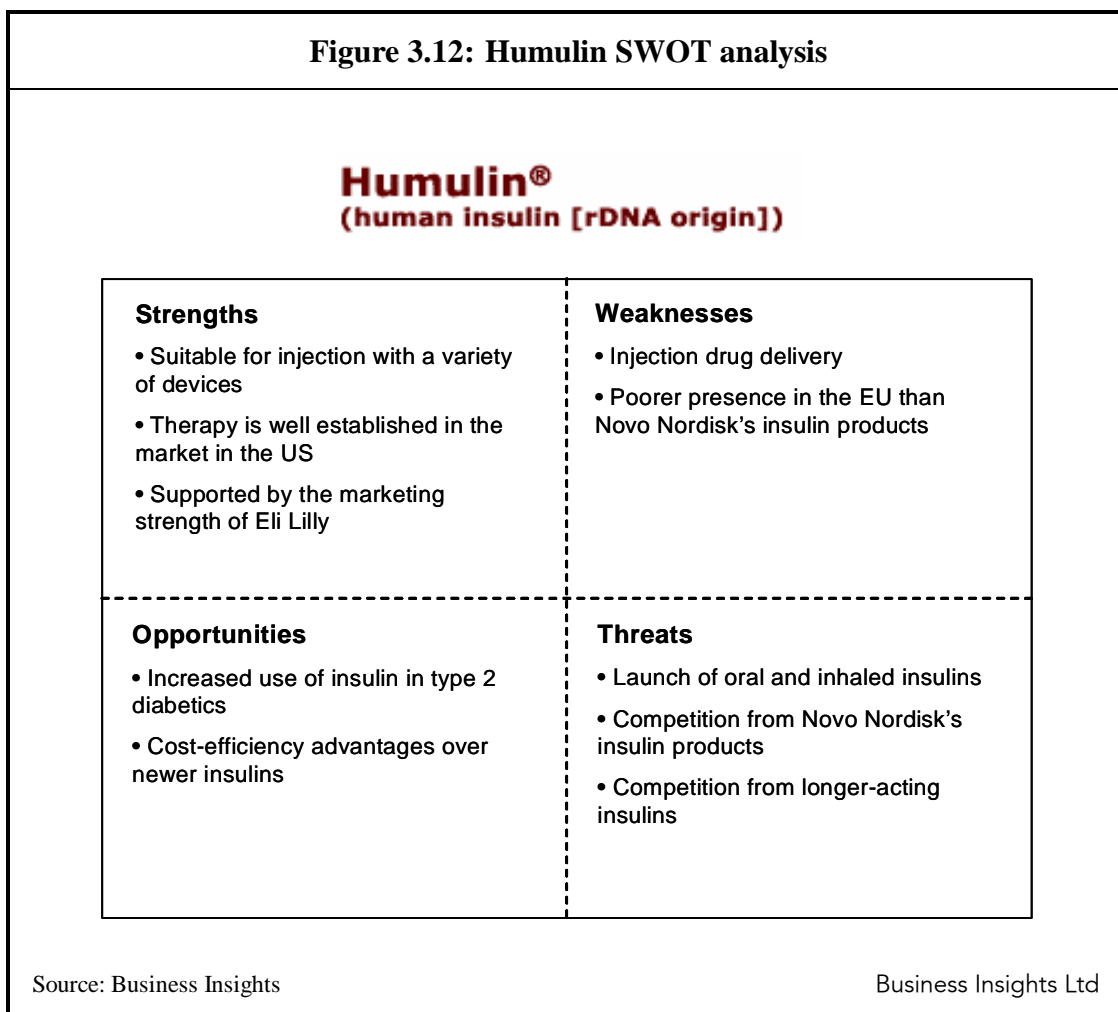 Figure 3.12: Humulin SWOT analysis
Humulin®
(human insulin [rDNA origin])
Strengths
• Suitable for injection with a variety
of devices
• Therapy is well established in the
market in the US
• Supported by the marketing
strength of Eli Lilly
Weaknesses
• Injection drug delivery
• Poorer presence in the EU than
Novo Nordisk's insulin products
Opportunities
• Increased use of insulin in type 2
diabetics
• Cost-efficiency advantages over
newer insulins
Threats
• Launch of oral and inhaled insulins
• Competition from Novo Nordisk's
insulin products
• Competition from longer-acting
insulins
Source: Business Insights
Business Insights Ltd